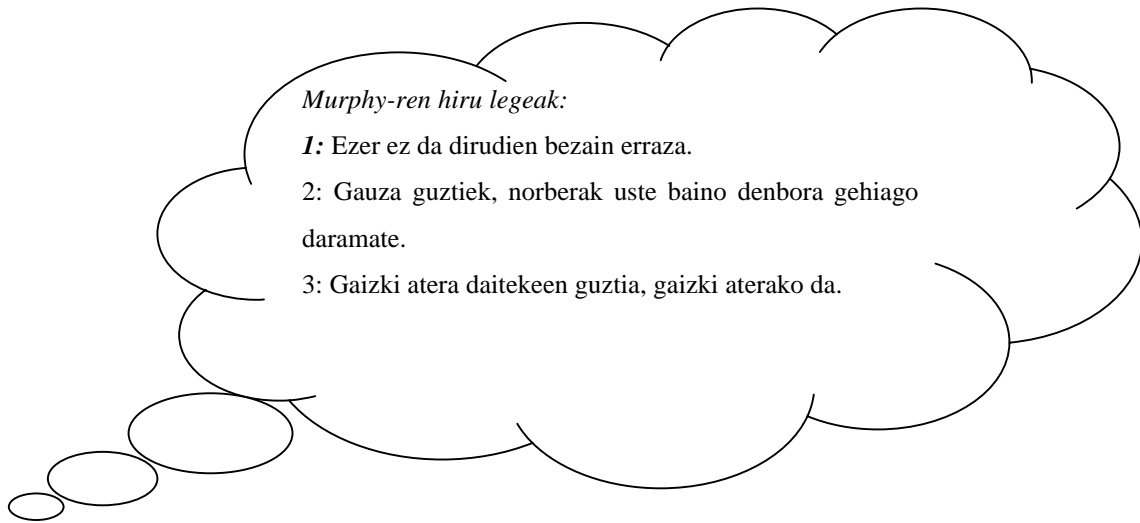 Murphy-ren hiru legeak:
1: Ezer ez da dirudien bezain erraza.
2: Gauza guztiek, norberak uste baino denbora gehiago
daramate.
3: Gaizki atera daitekeen guztia, gaizki aterako da.